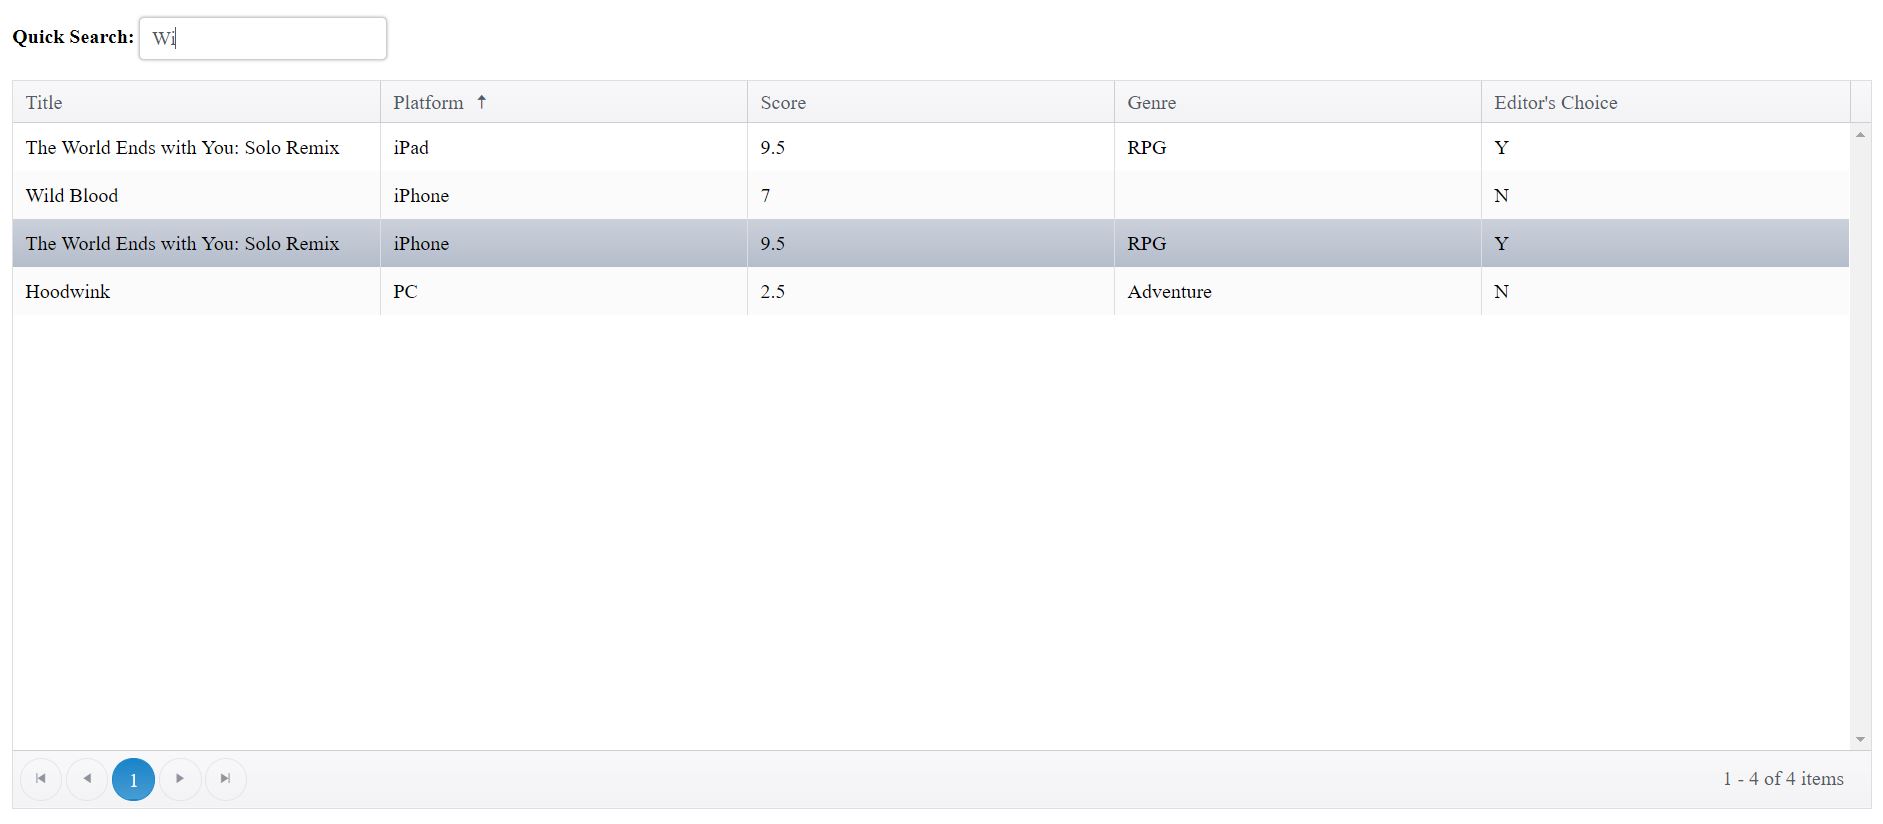 Quick Search: Wi
Title Platform ↑ Score Genre Editor's Choice
The World Ends with You: Solo Remix iPad 9.5 RPG Y
Wild Blood iPhone 7 N
The World Ends with You: Solo Remix iPhone 9.5 RPG Y
Hoodwink PC 2.5 Adventure N
1 1 - 4 of 4 items